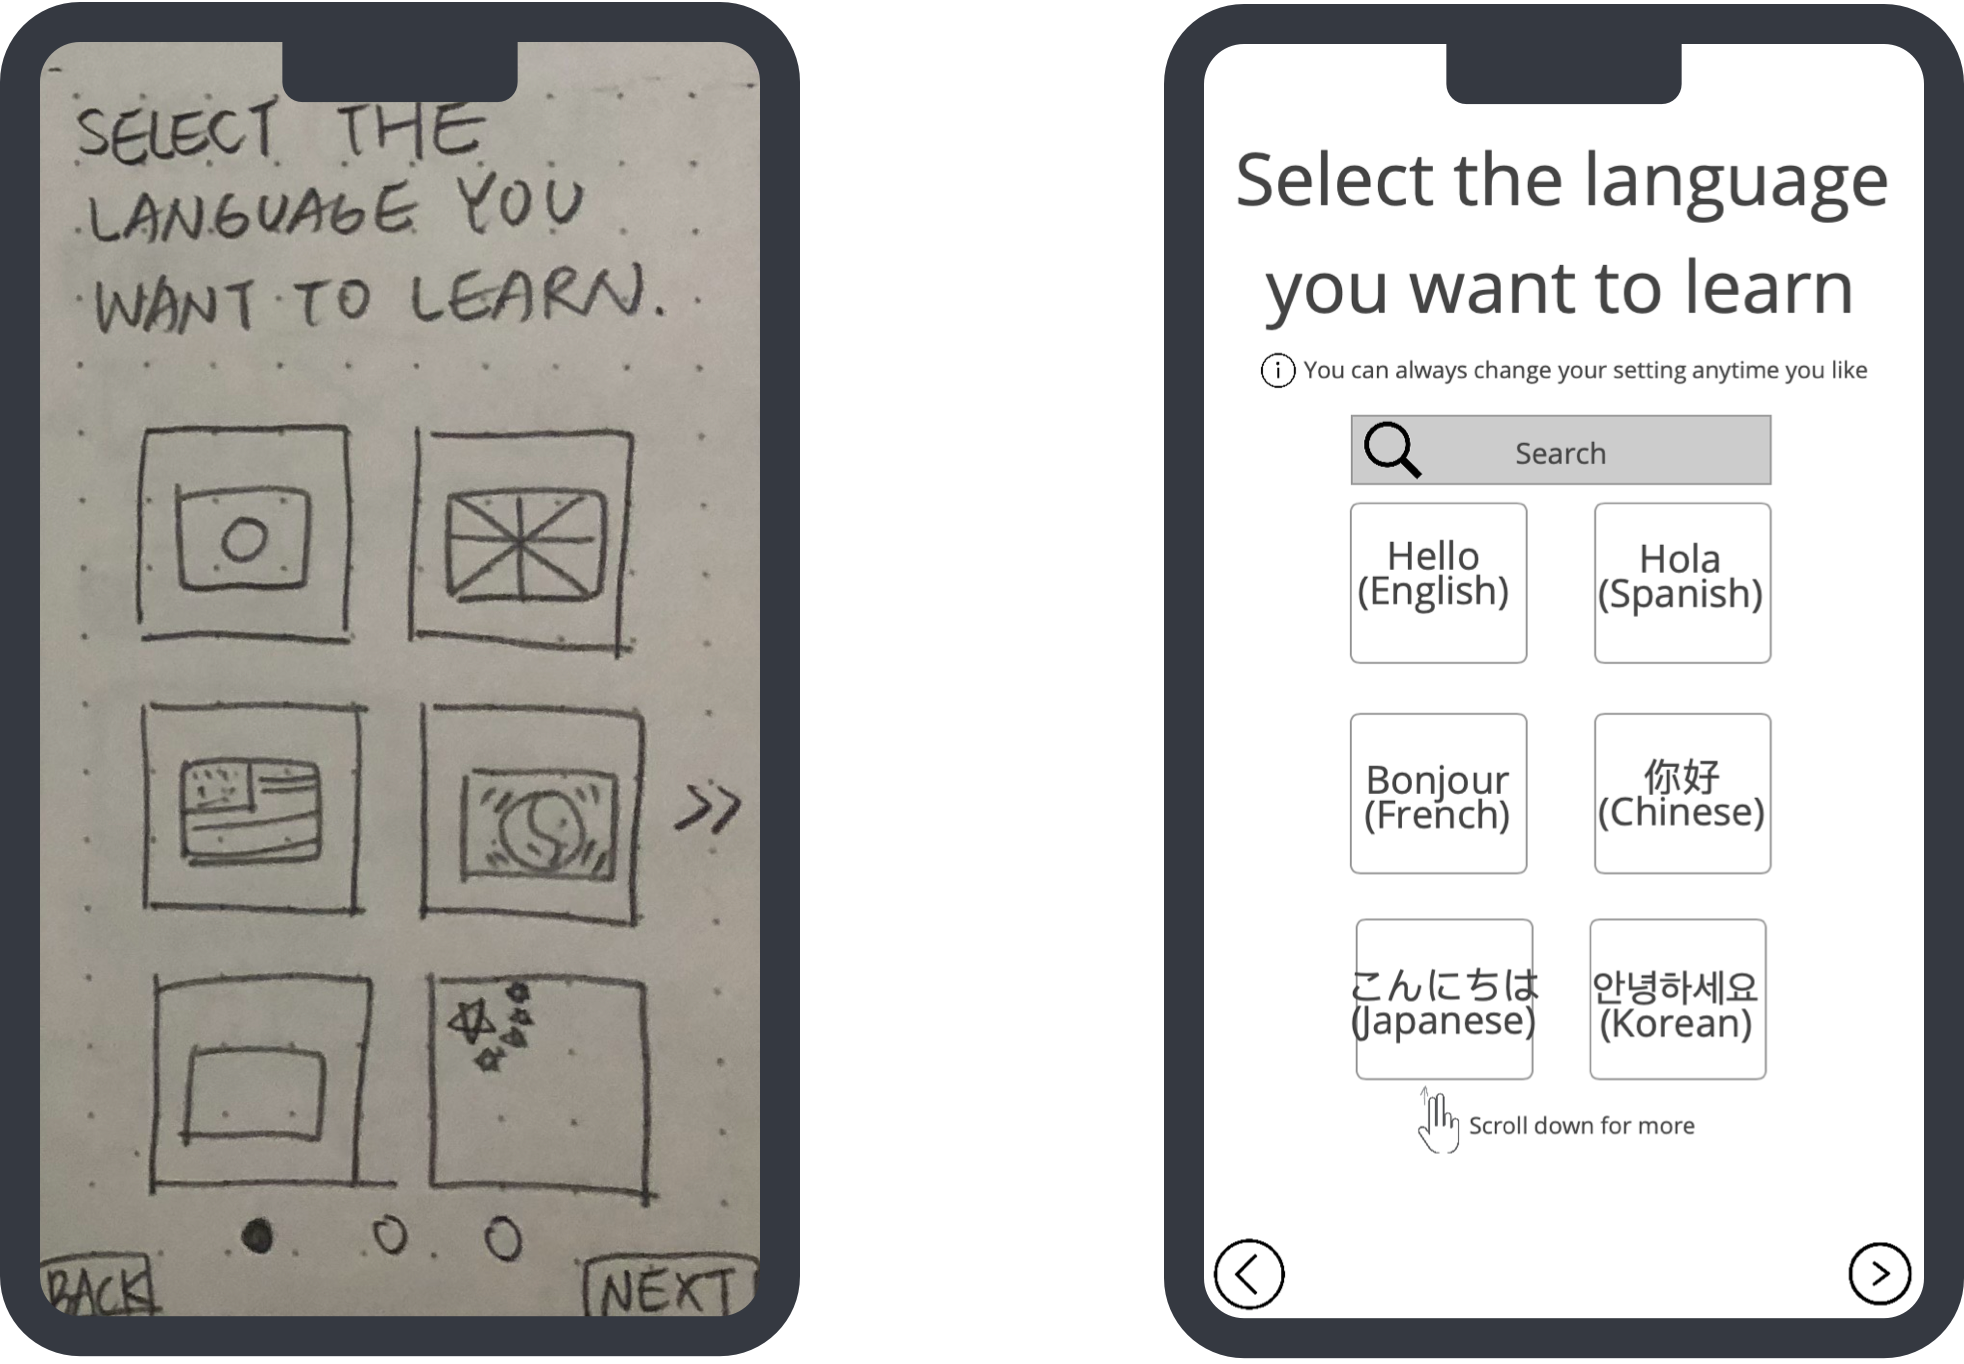 SELECT THE
LANGUAGE YOU
WANT TO LEARN.
>>
BACK
NEXT
Select the language
you want to learn
i You can always change your setting anytime you like
Search
Hello
(English)
Hola
(Spanish)
Bonjour
(French)
你好
(Chinese)
こんにちは
(Japanese)
안녕하세요
(Korean)
Scroll down for more